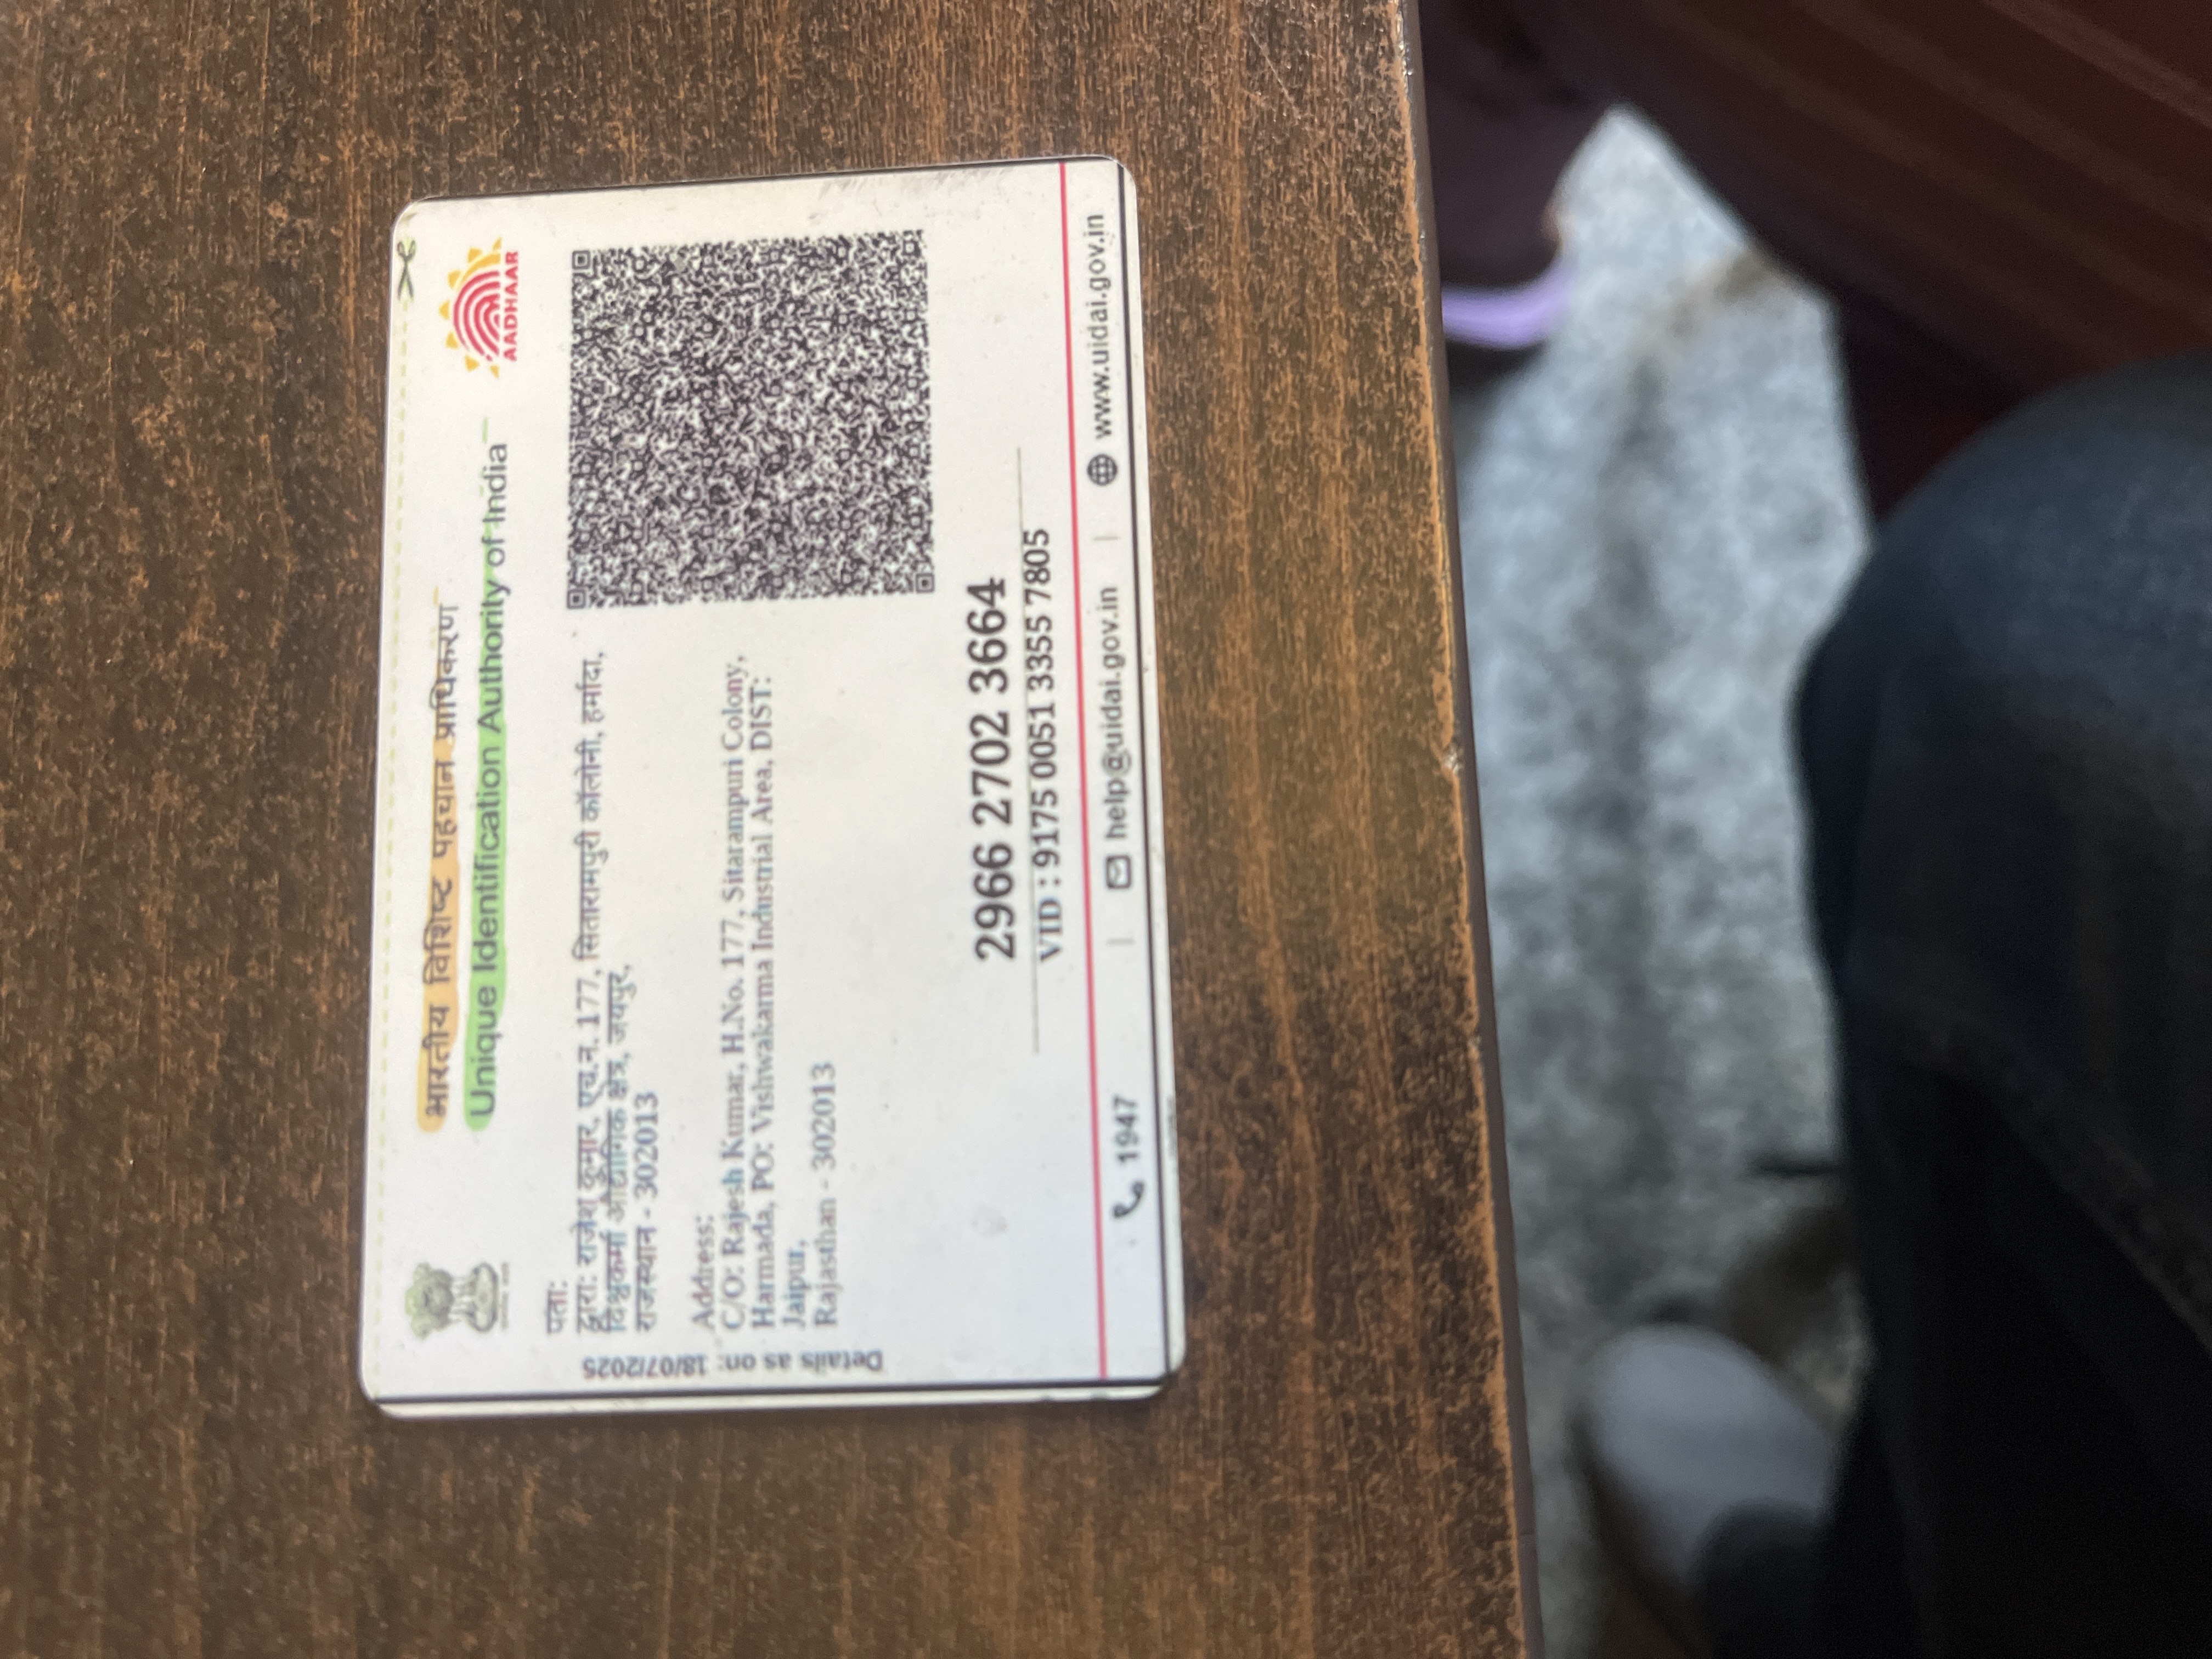 भारतीय विशिष्ट पहचान प्राधिकरण
Unique Identification Authority of India
AADHAAR
पता:
द्वारा: राजेश कुमार, एच.न. 177, सितारामपुरी कॉलोनी, हर्मादा,
विश्वकर्मा औद्योगिक क्षेत्र, जयपुर,
राजस्थान - 302013
Address:
C/O: Rajesh Kumar, H.No. 177, Sitarampuri Colony,
Harmada, PO: Vishwakarma Industrial Area, DIST:
Jaipur,
Rajasthan - 302013
Details as on: 18/07/2025
2966 2702 3664
VID : 9175 0051 3355 7805
1947 | help@uidai.gov.in | www.uidai.gov.in